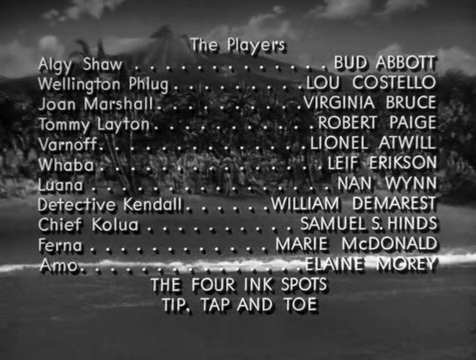 The Players
Algy Shaw . . . . . . . . . . . . . BUD ABBOTT
Wellington Phlug . . . . . . . . . LOU COSTELLO
Joan Marshall . . . . . . . . . . VIRGINIA BRUCE
Tommy Layton . . . . . . . . . . . ROBERT PAIGE
Varnoff . . . . . . . . . . . . . LIONEL ATWILL
Whaba . . . . . . . . . . . . . . LEIF ERIKSON
Luana . . . . . . . . . . . . . . . NAN WYNN
Detective Kendall . . . . . . WILLIAM DEMAREST
Chief Kolua . . . . . . . . . . SAMUEL S. HINDS
Ferna . . . . . . . . . . . . MARIE McDONALD
Amo . . . . . . . . . . . . . . ELAINE MOREY
THE FOUR INK SPOTS
TIP, TAP AND TOE